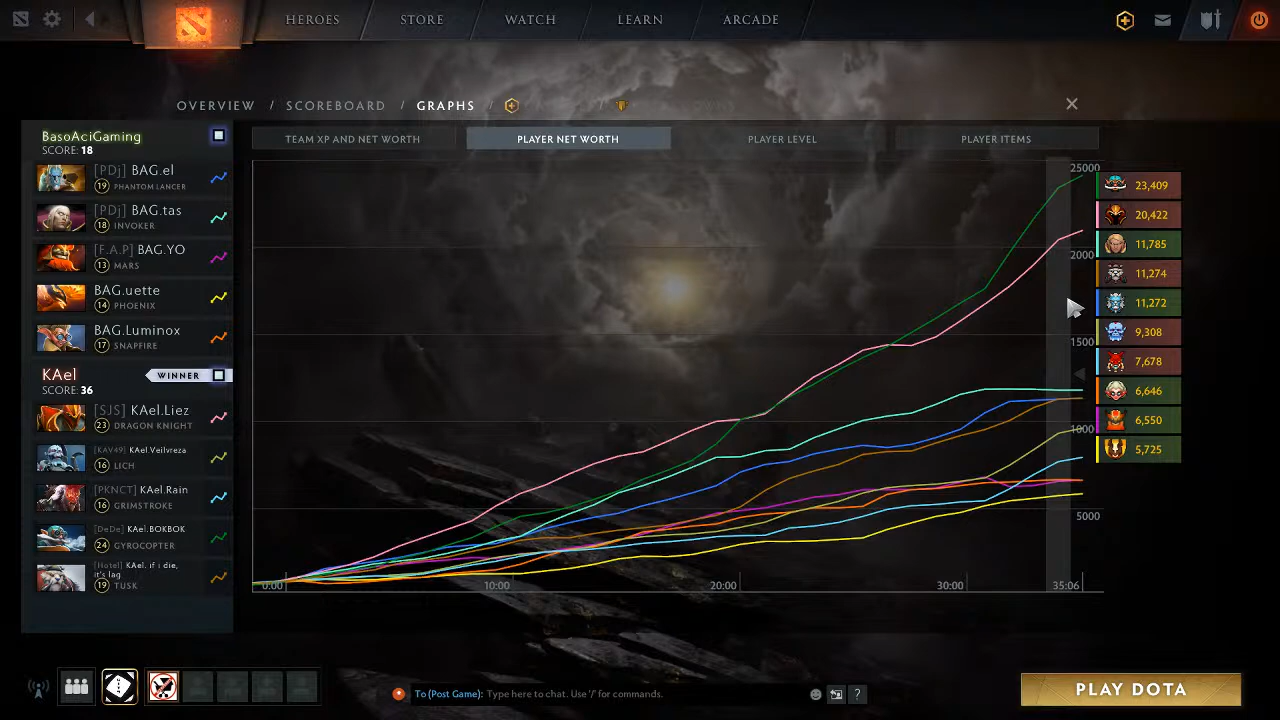 HEROES STORE WATCH LEARN ARCADE
OVERVIEW / SCOREBOARD / GRAPHS / /
BasoAciGaming
SCORE: 18
TEAM XP AND NET WORTH PLAYER NET WORTH PLAYER LEVEL PLAYER ITEMS
[PDj] BAG.el
19 PHANTOM LANCER
[PDj] BAG.tas
18 INVOKER
[F.A.P] BAG.YO
13 MARS
BAG.uette
14 PHOENIX
BAG.Luminox
17 SNAPFIRE
KAel
WINNER
SCORE: 36
[SJS] KAel.Liez
23 DRAGON KNIGHT
[KAV49] KAel.Veilvreza
16 LICH
[PKNCT] KAel.Rain
16 GRIMSTROKE
[DeDe] KAel.BOKBOK
24 GYROCOPTER
[Hotel] KAel. if i die,
it's lag
19 TUSK
25000
2000
1500
1000
5000
0:00 10:00 20:00 30:00 35:06
23,409
20,422
11,785
11,274
11,272
9,308
7,678
6,646
6,550
5,725
To (Post Game): Type here to chat. Use '/' for commands.
?
PLAY DOTA